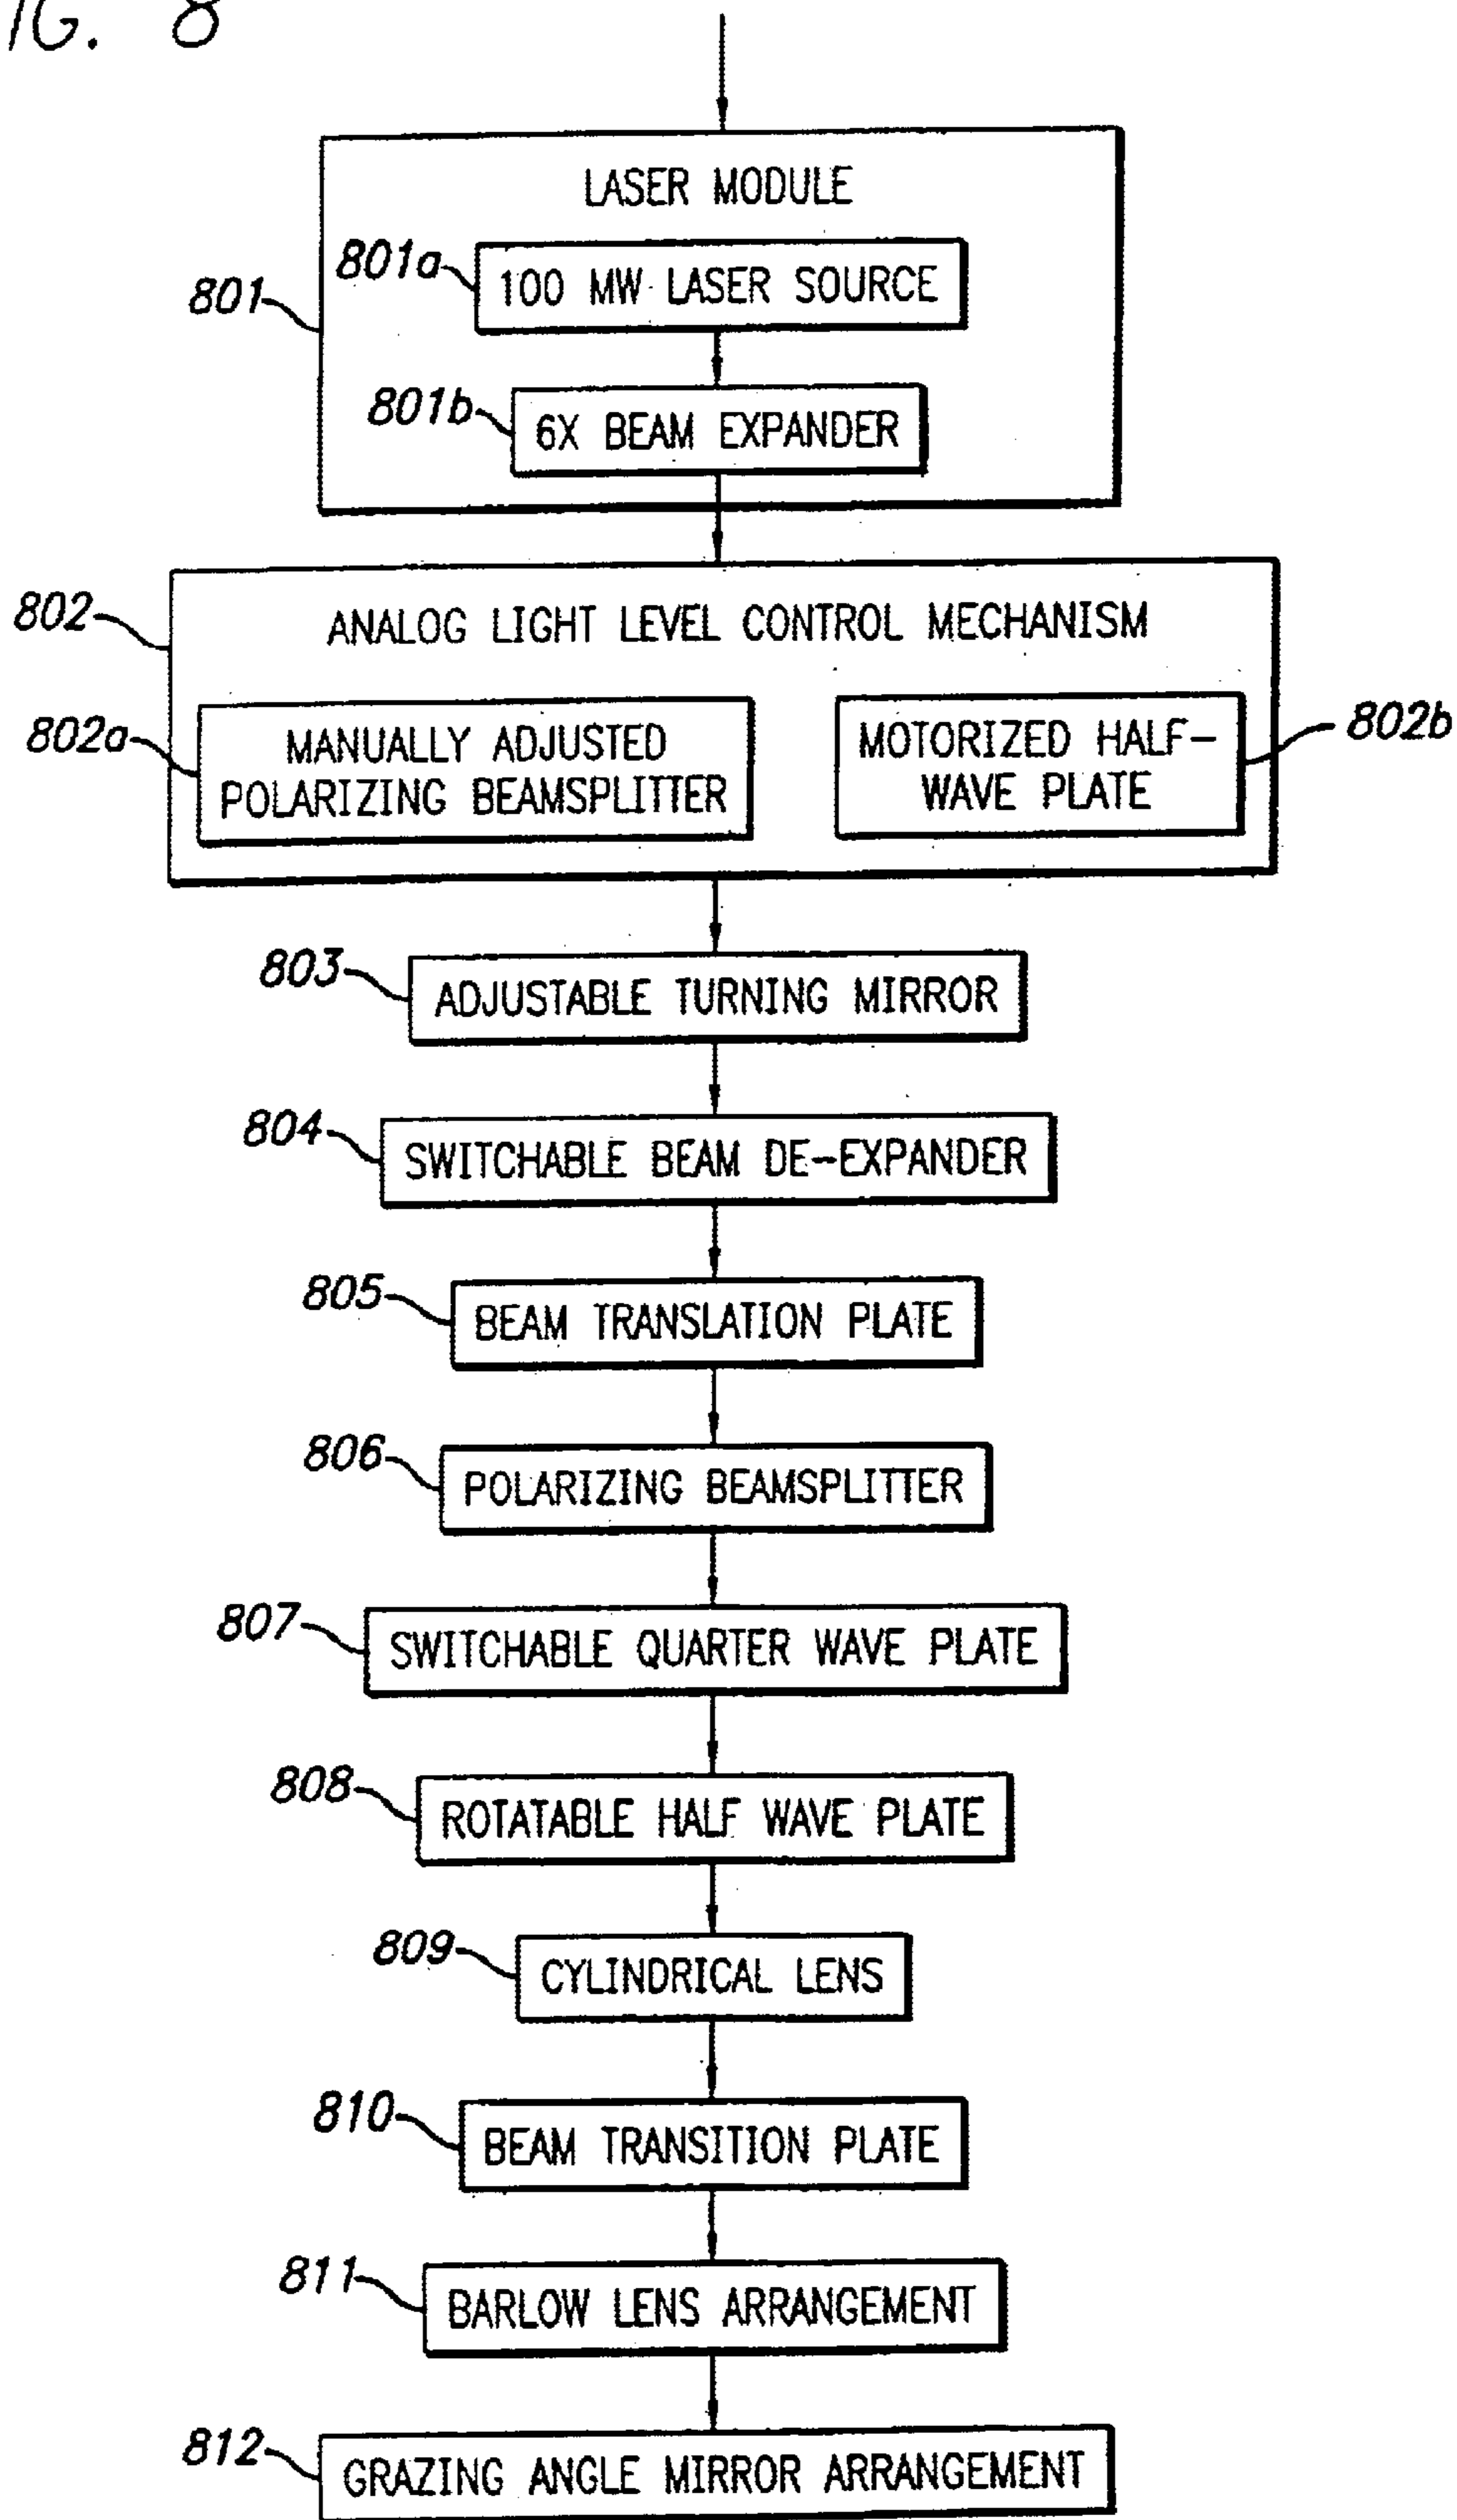 IG. 8
LASER MODULE
801a
100 MW LASER SOURCE
801
801b
6X BEAM EXPANDER
802
ANALOG LIGHT LEVEL CONTROL MECHANISM
802a
MANUALLY ADJUSTED
POLARIZING BEAMSPLITTER
MOTORIZED HALF-
WAVE PLATE
802b
803
ADJUSTABLE TURNING MIRROR
804
SWITCHABLE BEAM DE-EXPANDER
805
BEAM TRANSLATION PLATE
806
POLARIZING BEAMSPLITTER
807
SWITCHABLE QUARTER WAVE PLATE
808
ROTATABLE HALF WAVE PLATE
809
CYLINDRICAL LENS
810
BEAM TRANSITION PLATE
811
BARLOW LENS ARRANGEMENT
812
GRAZING ANGLE MIRROR ARRANGEMENT